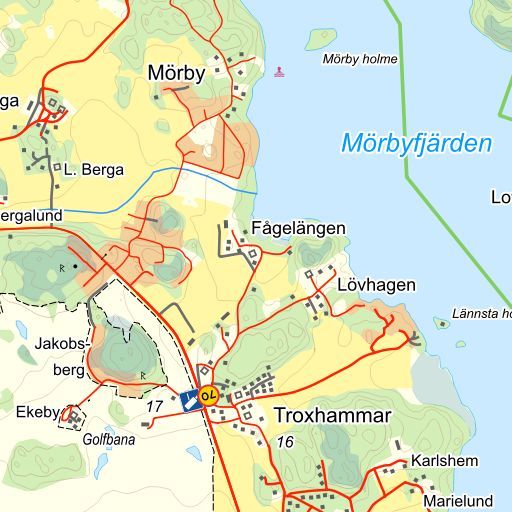 Mörby holme
Mörby
ga
Mörbyfjärden
L. Berga
Lo
ergalund
Fågelängen
R
Lövhagen
Lännsta ho
Jakobs-
berg
R
OL
17
Ekeby
Troxhammar
Golfbana
16
Karlshem
Marielund